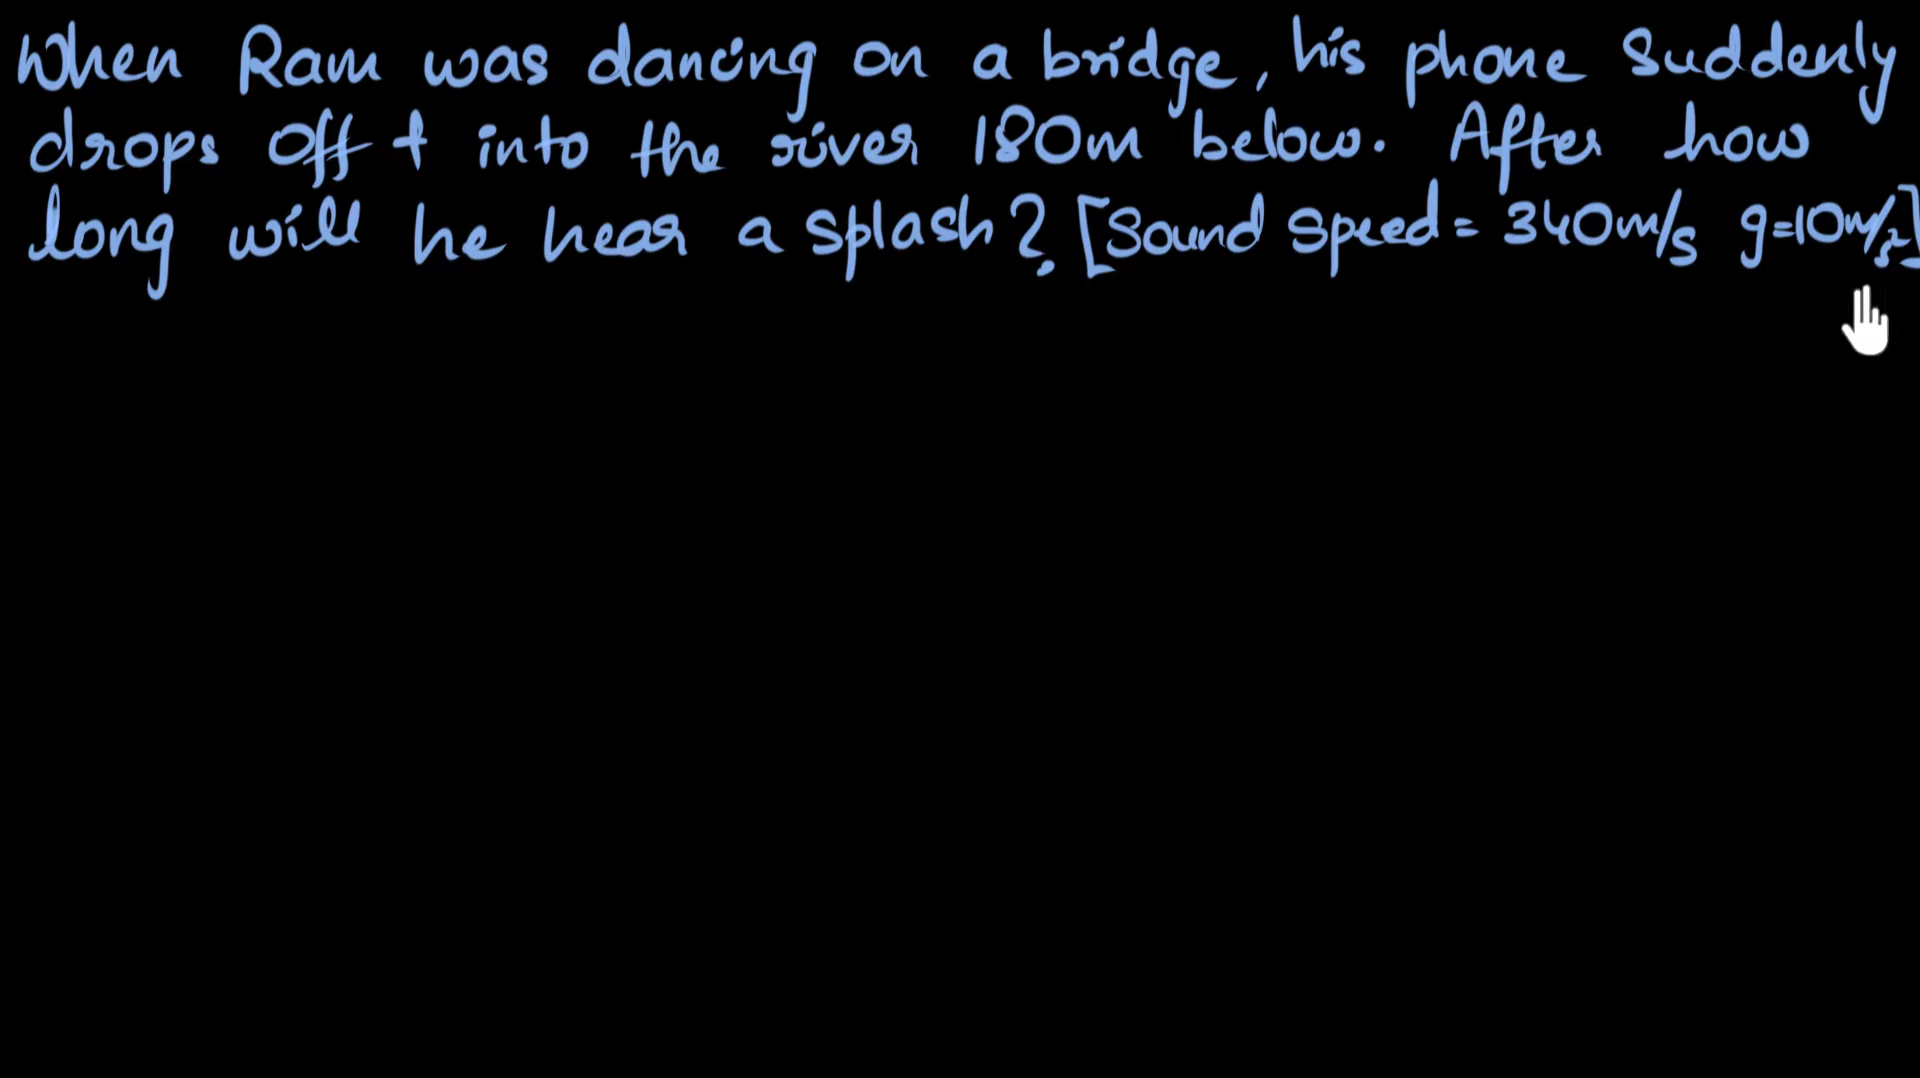 When Ram was dancing on a bridge, his phone suddenly
drops off + into the river 180m below. After how
long will he hear a splash? [Sound speed = 340m/s g=10m/s²]